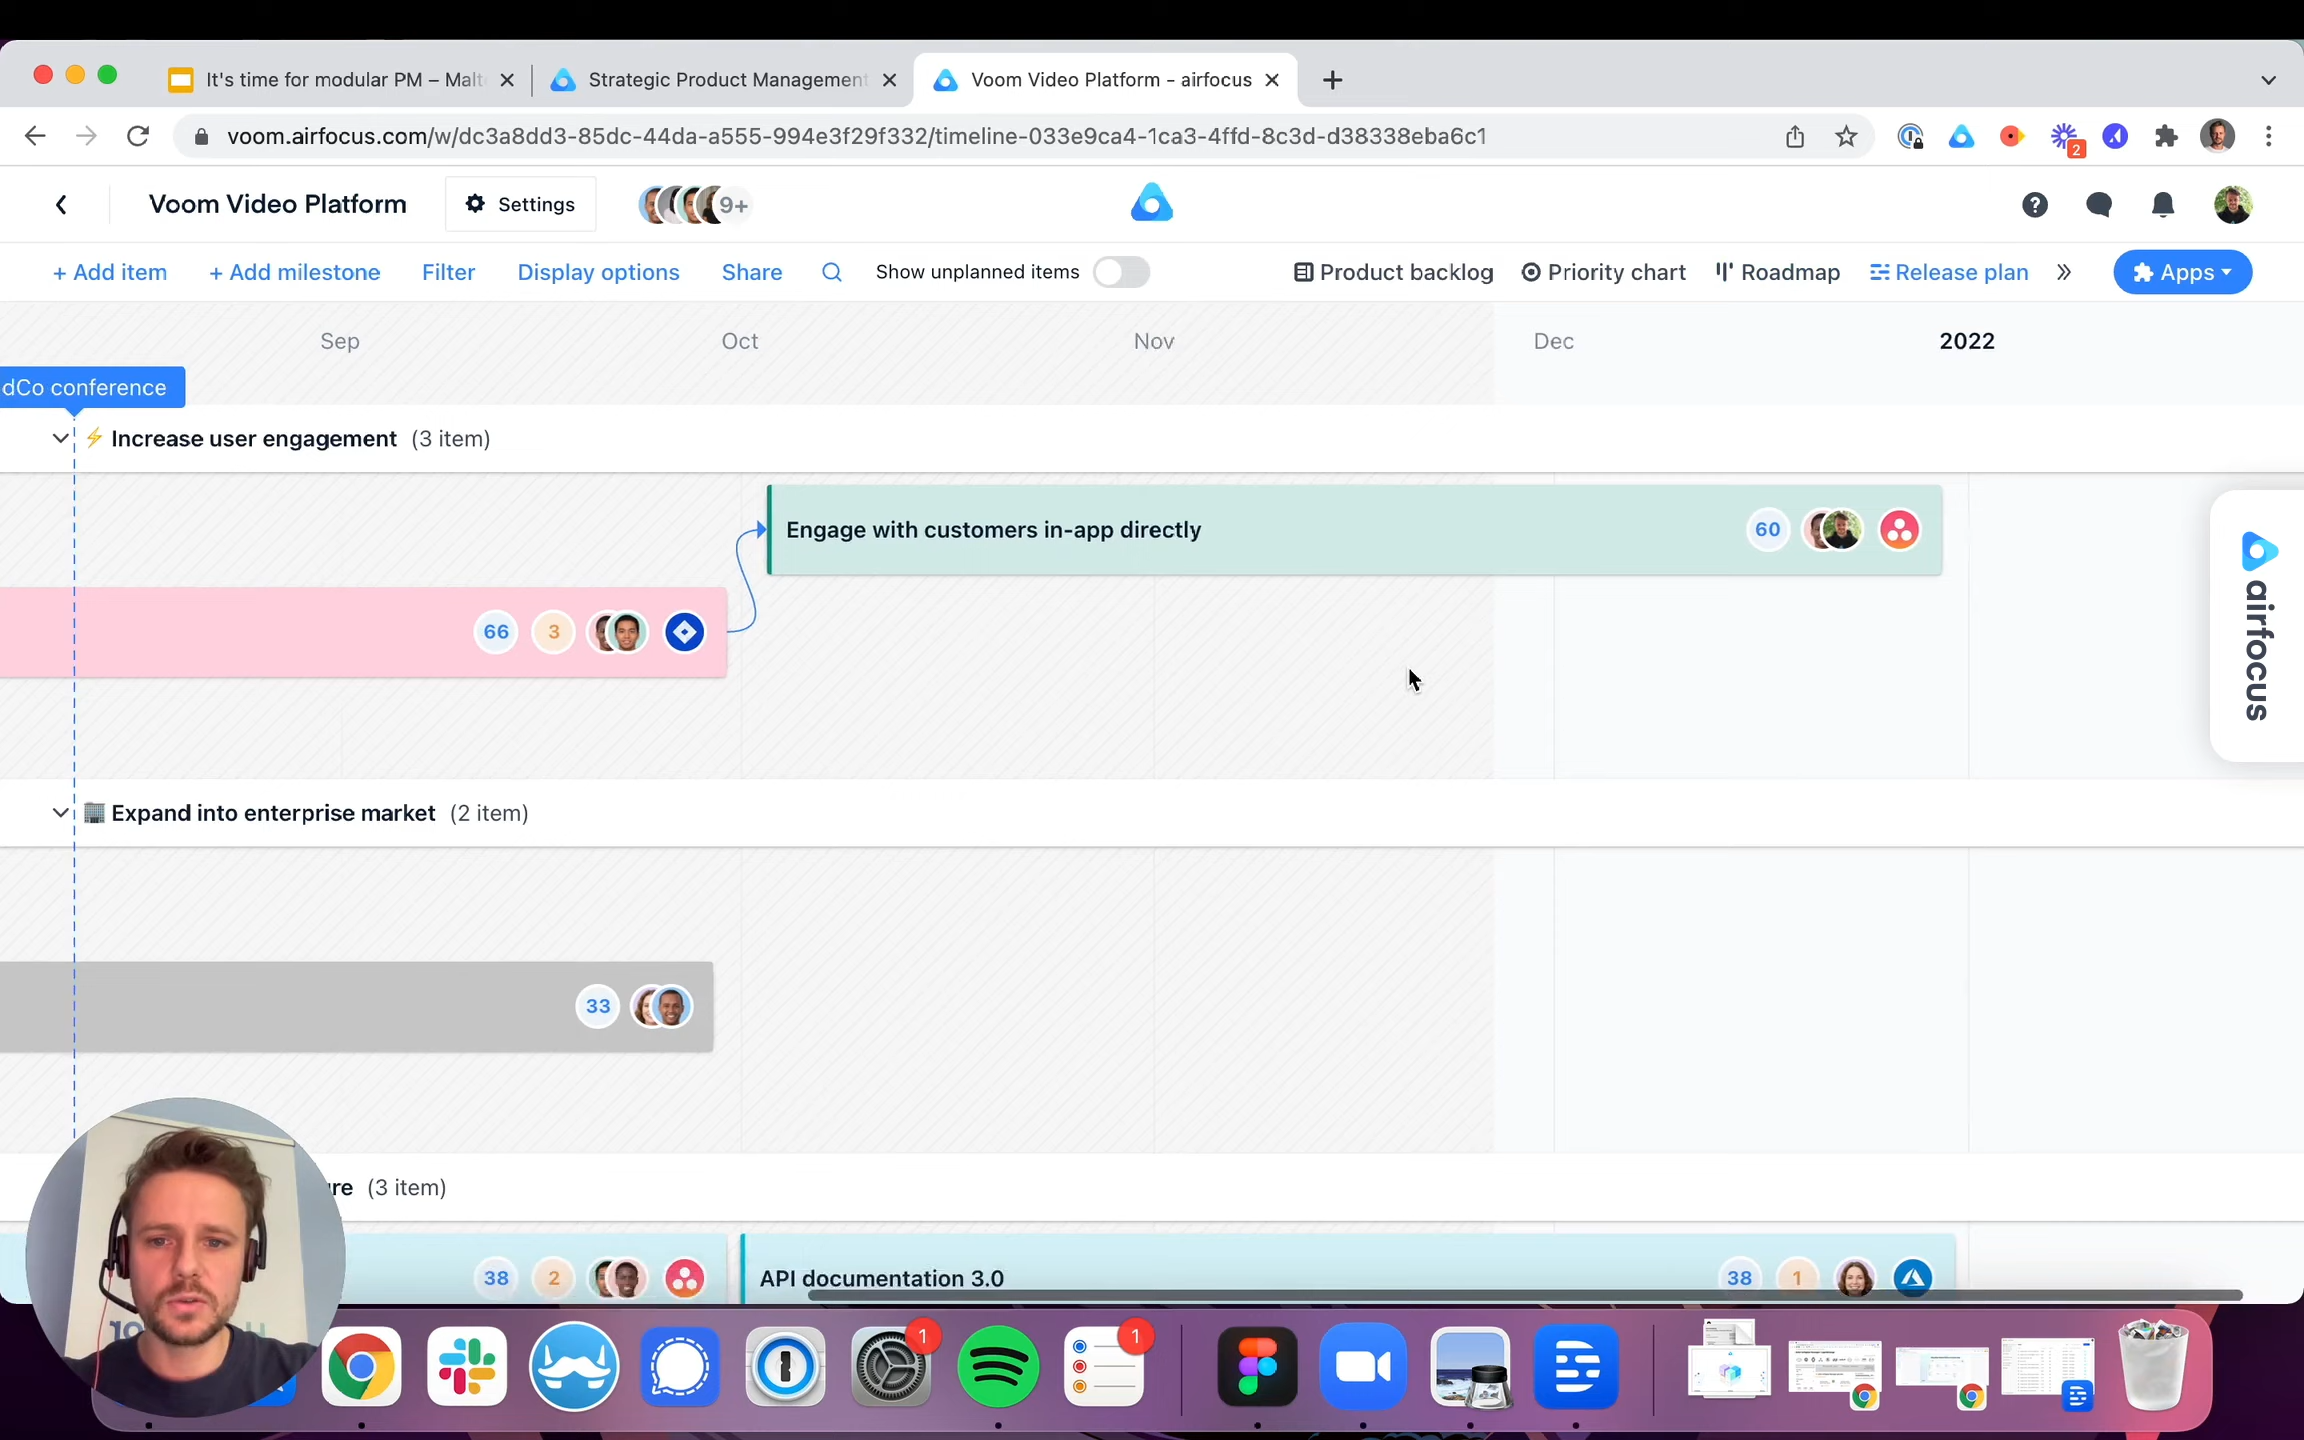 It's time for modular PM – Malt
Strategic Product Management
Voom Video Platform - airfocus
voom.airfocus.com/w/dc3a8dd3-85dc-44da-a555-994e3f29f332/timeline-033e9ca4-1ca3-4ffd-8c3d-d38338eba6c1
2
Voom Video Platform
Settings
9+
+ Add item
+ Add milestone
Filter
Display options
Share
Show unplanned items
Product backlog
Priority chart
Roadmap
Release plan
Apps
Sep
Oct
Nov
Dec
2022
dCo conference
Increase user engagement (3 item)
Engage with customers in-app directly
60
66
3
airfocus
Expand into enterprise market (2 item)
33
re (3 item)
38
2
API documentation 3.0
38
1
1
1